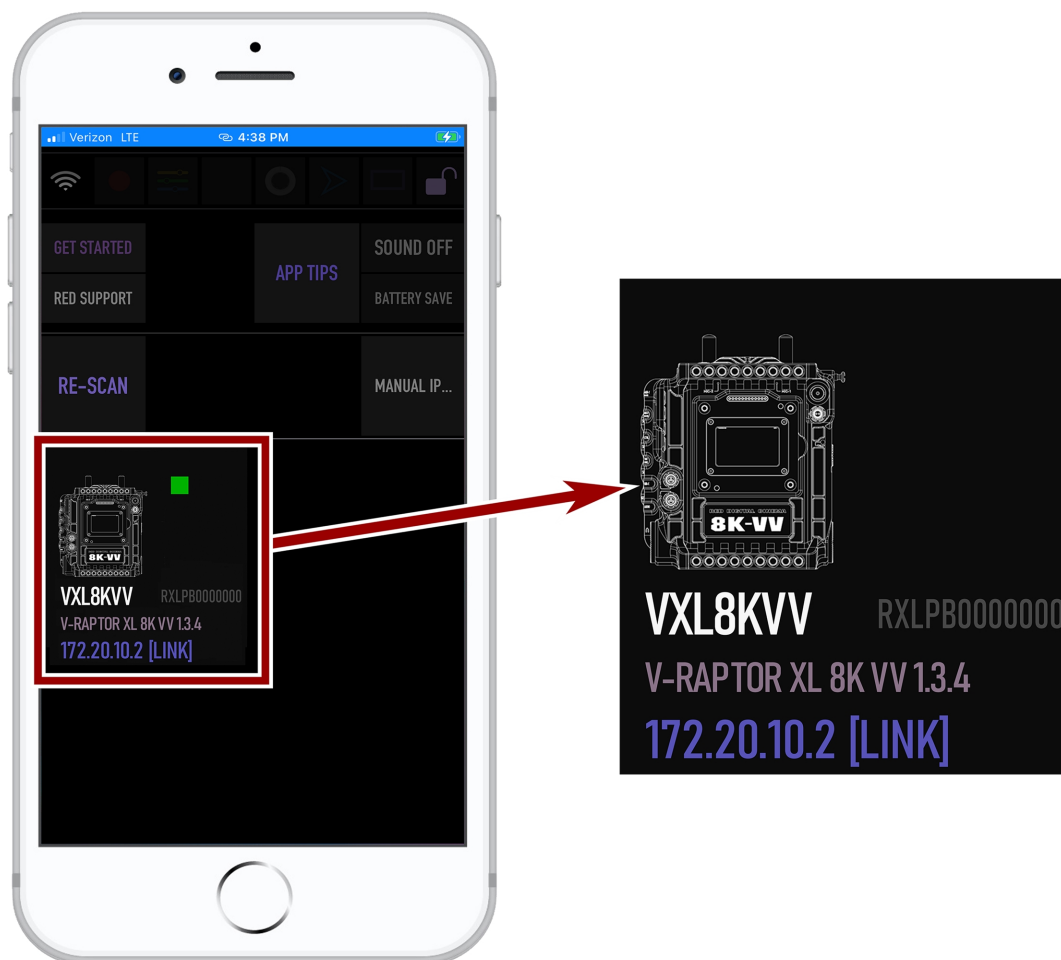 Verizon LTE 4:38 PM
GET STARTED
APP TIPS
SOUND OFF
RED SUPPORT
BATTERY SAVE
RE-SCAN
MANUAL IP...
8K-VV
VXL8KVV RXLPB0000000
V-RAPTOR XL 8K VV 1.3.4
172.20.10.2 [LINK]
RED DIGITAL CINEMA
8K-VV
VXL8KVV RXLPB0000000
V-RAPTOR XL 8K VV 1.3.4
172.20.10.2 [LINK]